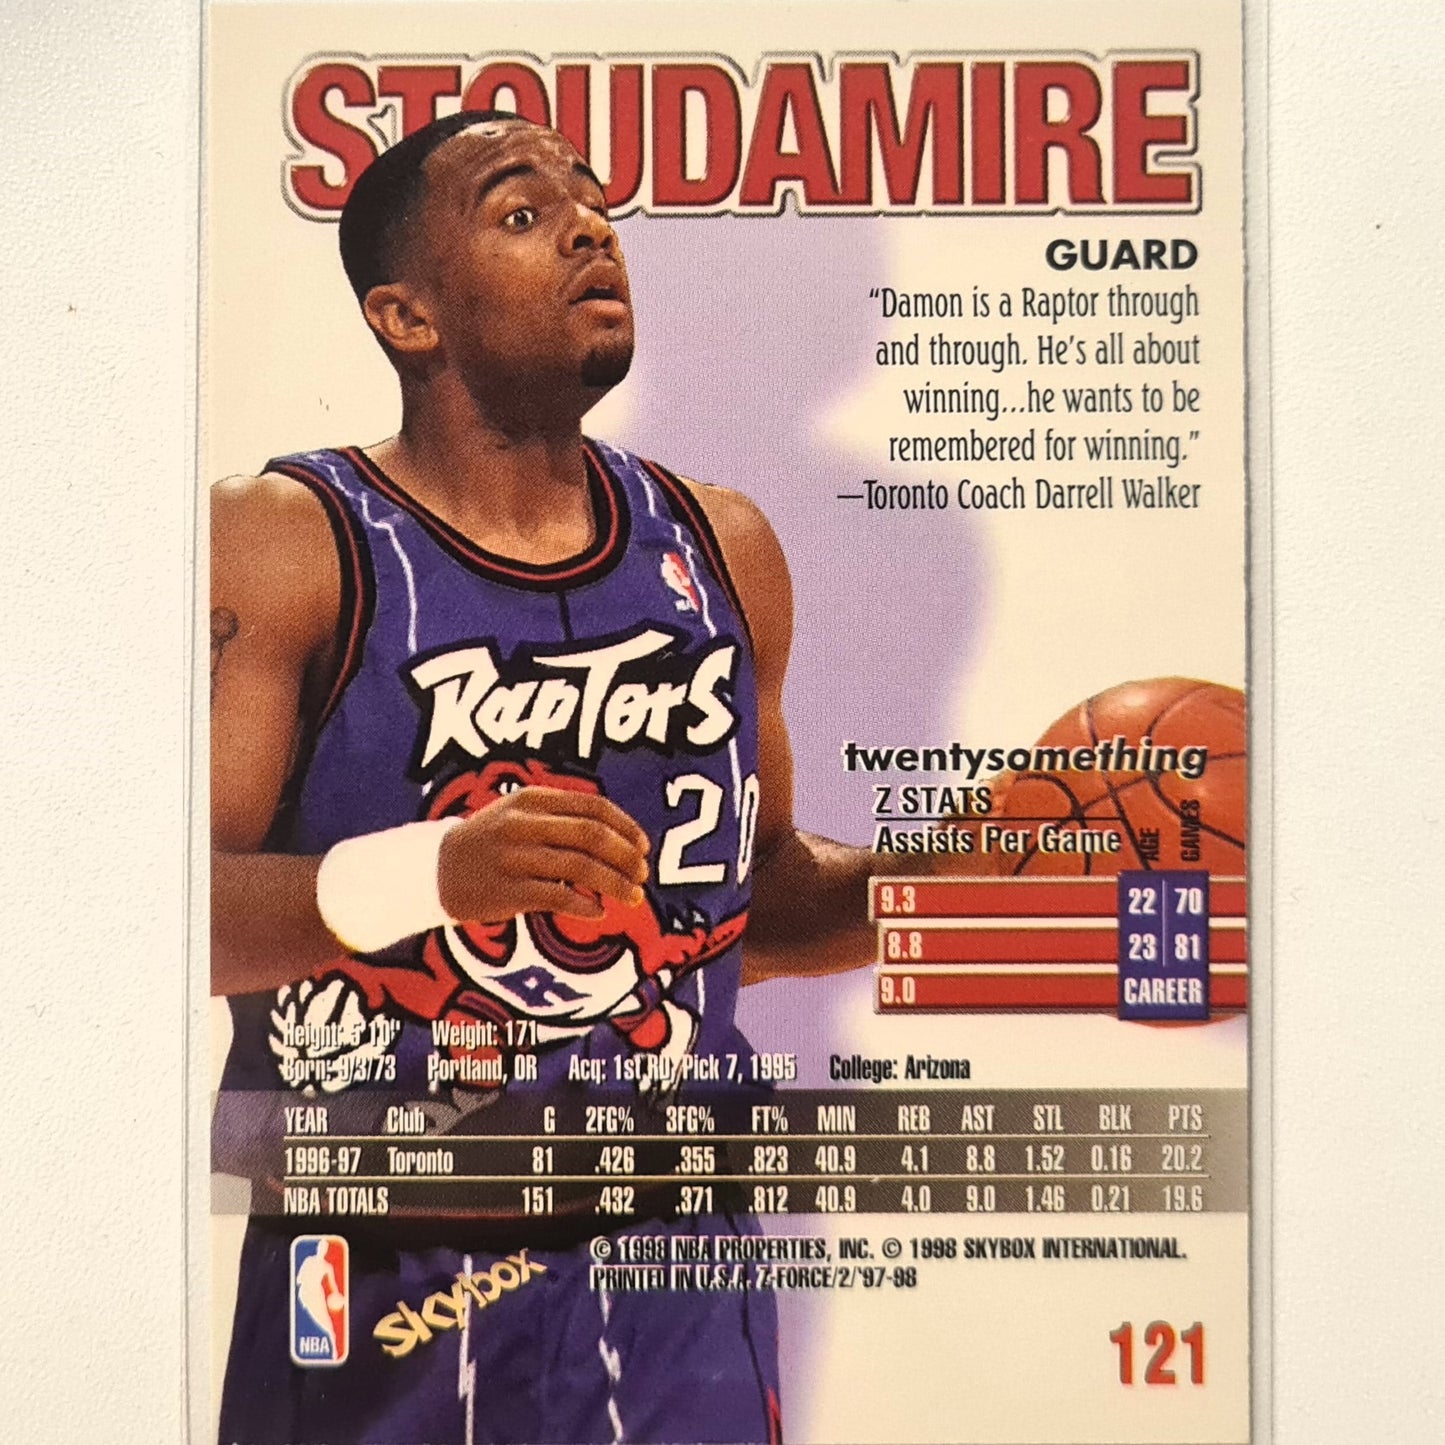 STOUDAMIRE
GUARD
“Damon is a Raptor through
and through. He's all about
winning...he wants to be
remembered for winning.”
—Toronto Coach Darrell Walker
RapTors
20
twentysomething
Z STATS
Assists Per Game AGE GAMES
9.3 22 70
8.8 23 81
9.0 CAREER
Height: 5'10" Weight: 171
Born: 9/3/73 Portland, OR Acq: 1st RD, Pick 7, 1995 College: Arizona
YEAR Club G 2FG% 3FG% FT% MIN REB AST STL BLK PTS
1996-97 Toronto 81 .426 .355 .823 40.9 4.1 8.8 1.52 0.16 20.2
NBA TOTALS 151 .432 .371 .812 40.9 4.0 9.0 1.46 0.21 19.6
© 1998 NBA PROPERTIES, INC. © 1998 SKYBOX INTERNATIONAL.
PRINTED IN U.S.A. Z-FORCE/2/'97-98
NBA
skybox
121